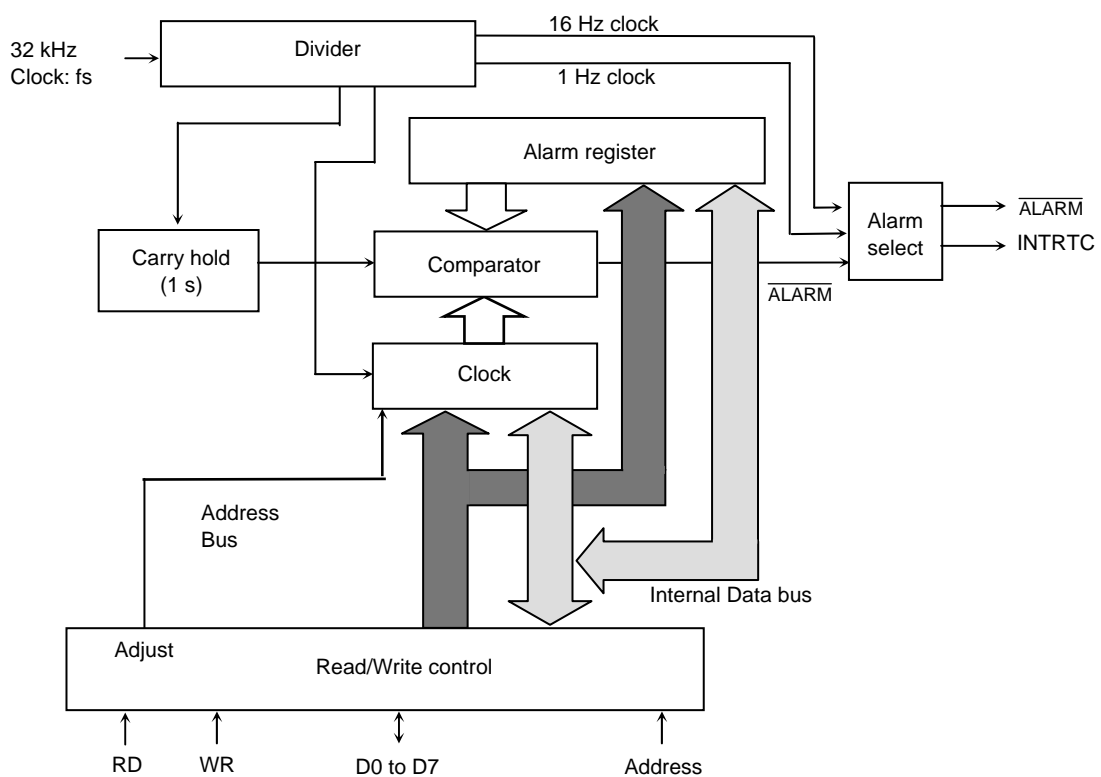 16 Hz clock
32 kHz
Clock: fs
Divider
1 Hz clock
Alarm register
Alarm
select
ALARM
INTRTC
Carry hold
(1 s)
Comparator
ALARM
Clock
Address
Bus
Internal Data bus
Adjust
Read/Write control
RD
WR
D0 to D7
Address